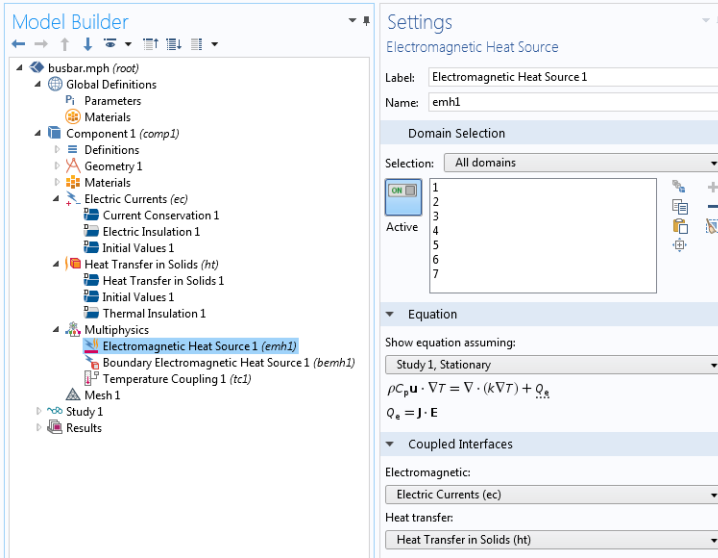 Model Builder
busbar.mph (root)
Global Definitions
Pi Parameters
Materials
Component 1 (comp1)
Definitions
Geometry 1
Materials
Electric Currents (ec)
Current Conservation 1
Electric Insulation 1
Initial Values 1
Heat Transfer in Solids (ht)
Heat Transfer in Solids 1
Initial Values 1
Thermal Insulation 1
Multiphysics
Electromagnetic Heat Source 1 (emh1)
Boundary Electromagnetic Heat Source 1 (bemh1)
Temperature Coupling 1 (tc1)
Mesh 1
Study 1
Results
Settings
Electromagnetic Heat Source
Label: Electromagnetic Heat Source 1
Name: emh1
Domain Selection
Selection: All domains
ON
Active
1
2
3
4
5
6
7
Equation
Show equation assuming:
Study 1, Stationary
ρCₚu · ∇T = ∇ · (k∇T) + Qₑ
Qₑ = J · E
Coupled Interfaces
Electromagnetic:
Electric Currents (ec)
Heat transfer:
Heat Transfer in Solids (ht)